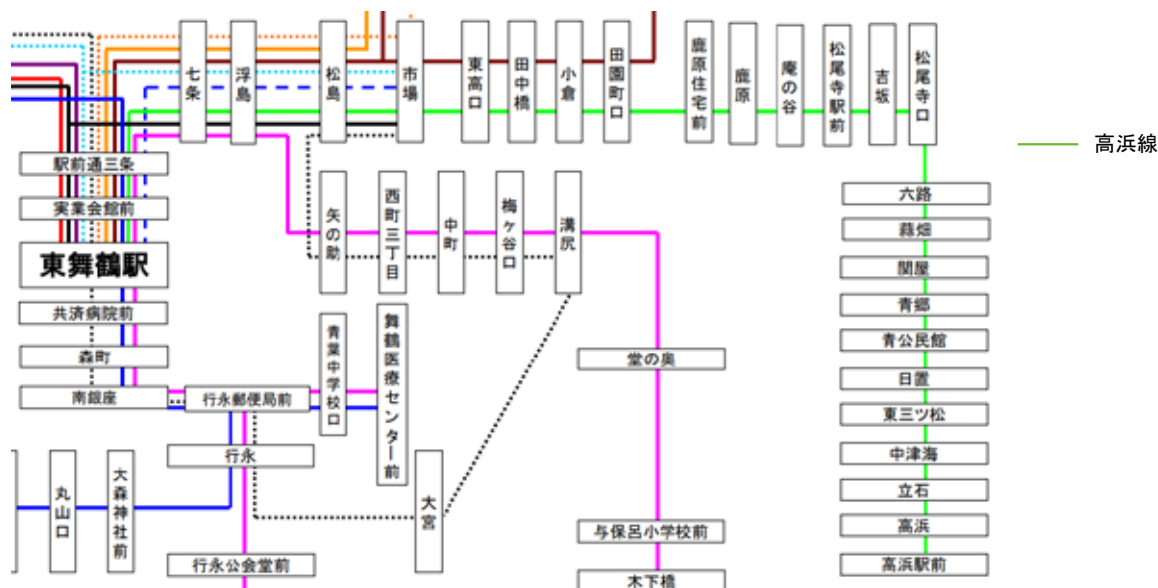 七条
浮島
松島
市場
東高口
田中橋
小倉
田園町口
鹿原住宅前
鹿原
庵の谷
松尾寺駅前
吉坂
松尾寺口
高浜線
駅前通三条
実業会館前
東舞鶴駅
共済病院前
森町
南銀座
矢の助
西町三丁目
中町
梅ヶ谷口
溝尻
六路
蒜畑
関屋
青郷
青公民館
日置
東三ツ松
中津海
立石
高浜
高浜駅前
青葉中学校口
舞鶴医療センター前
堂の奥
行永郵便局前
行永
大宮
丸山口
大森神社前
行永公会堂前
与保呂小学校前
木下橋